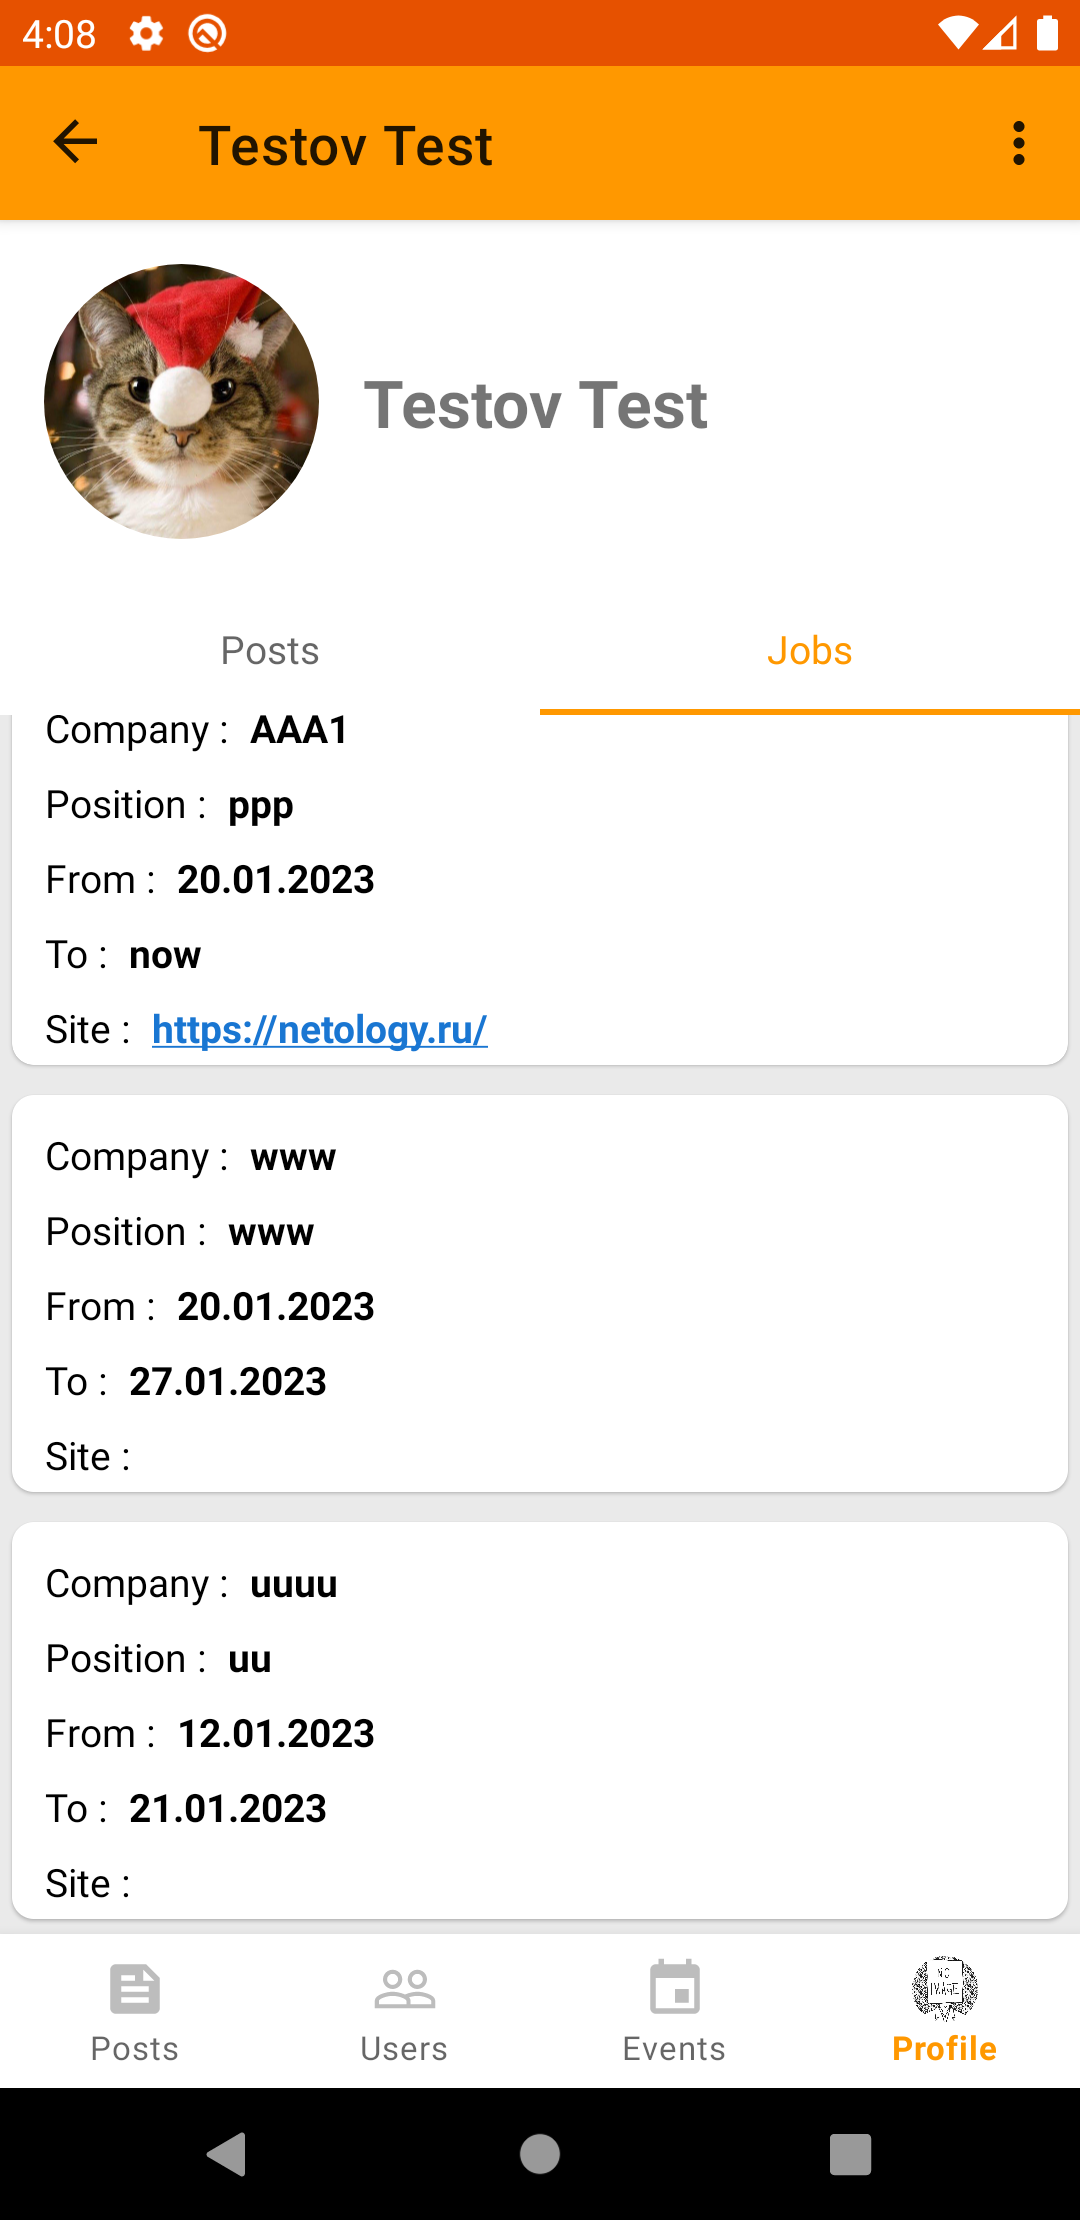 4:08
Testov Test
Testov Test
Posts Jobs
Company : AAA1
Position : ppp
From : 20.01.2023
To : now
Site : https://netology.ru/
Company : www
Position : www
From : 20.01.2023
To : 27.01.2023
Site :
Company : uuuu
Position : uu
From : 12.01.2023
To : 21.01.2023
Site :
NO
IMAGE
Posts Users Events Profile